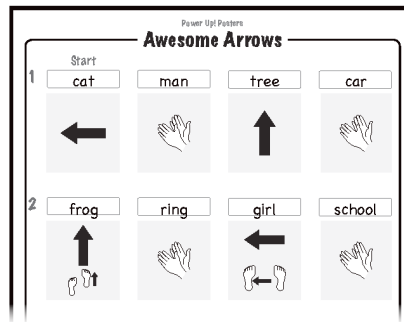 Power Up! Posters
Awesome Arrows
Start
1 cat man tree car
2 frog ring girl school